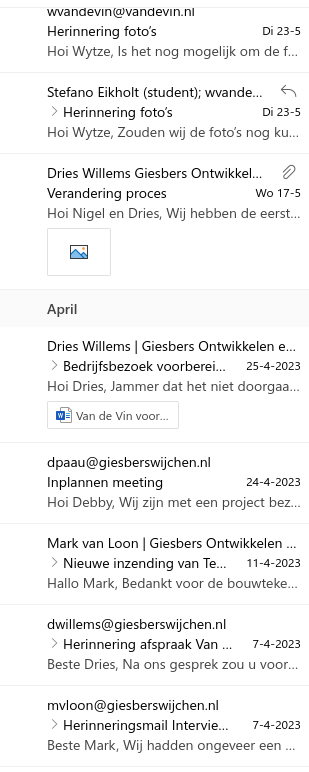 wvandevin@vandevin.nl
Herinnering foto's Di 23-5
Hoi Wytze, Is het nog mogelijk om de f...
Stefano Eikholt (student); wvande...
Herinnering foto's Di 23-5
Hoi Wytze, Zouden wij de foto's nog ku...
Dries Willems Giesbers Ontwikkel...
Verandering proces Wo 17-5
Hoi Nigel en Dries, Wij hebben de eerst...
April
Dries Willems | Giesbers Ontwikkelen e...
Bedrijfsbezoek voorberei... 25-4-2023
Hoi Dries, Jammer dat het niet doorgaa...
Van de Vin voor...
dpaau@giesberswijchen.nl
Inplannen meeting 24-4-2023
Hoi Debby, Wij zijn met een project bez...
Mark van Loon | Giesbers Ontwikkelen ...
Nieuwe inzending van Te... 11-4-2023
Hallo Mark, Bedankt voor de bouwteke...
dwillems@giesberswijchen.nl
Herinnering afspraak Van ... 7-4-2023
Beste Dries, Na ons gesprek zou u voor...
mvloon@giesberswijchen.nl
Herinneringsmail Intervie... 7-4-2023
Beste Mark, Wij hadden ongeveer een ...